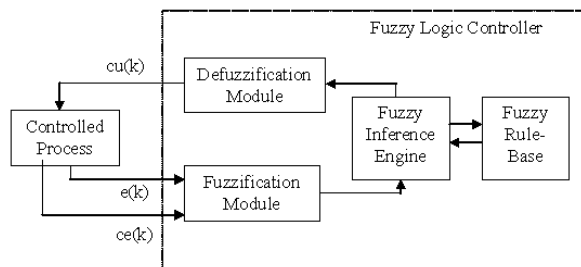 Fuzzy Logic Controller
cu(k)
Defuzzification
Module
Controlled
Process
Fuzzy
Inference
Engine
Fuzzy
Rule-
Base
e(k)
Fuzzification
Module
ce(k)